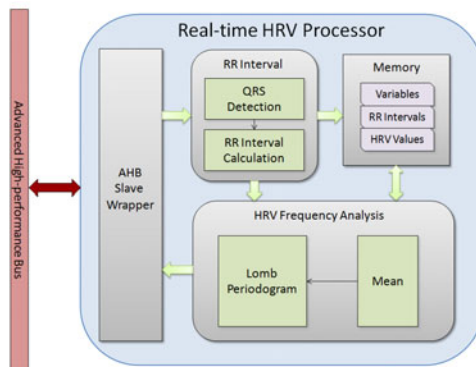 Real-time HRV Processor
Advanced High-performance Bus
AHB
Slave
Wrapper
RR Interval
QRS
Detection
RR Interval
Calculation
Memory
Variables
RR Intervals
HRV Values
HRV Frequency Analysis
Lomb
Periodogram
Mean